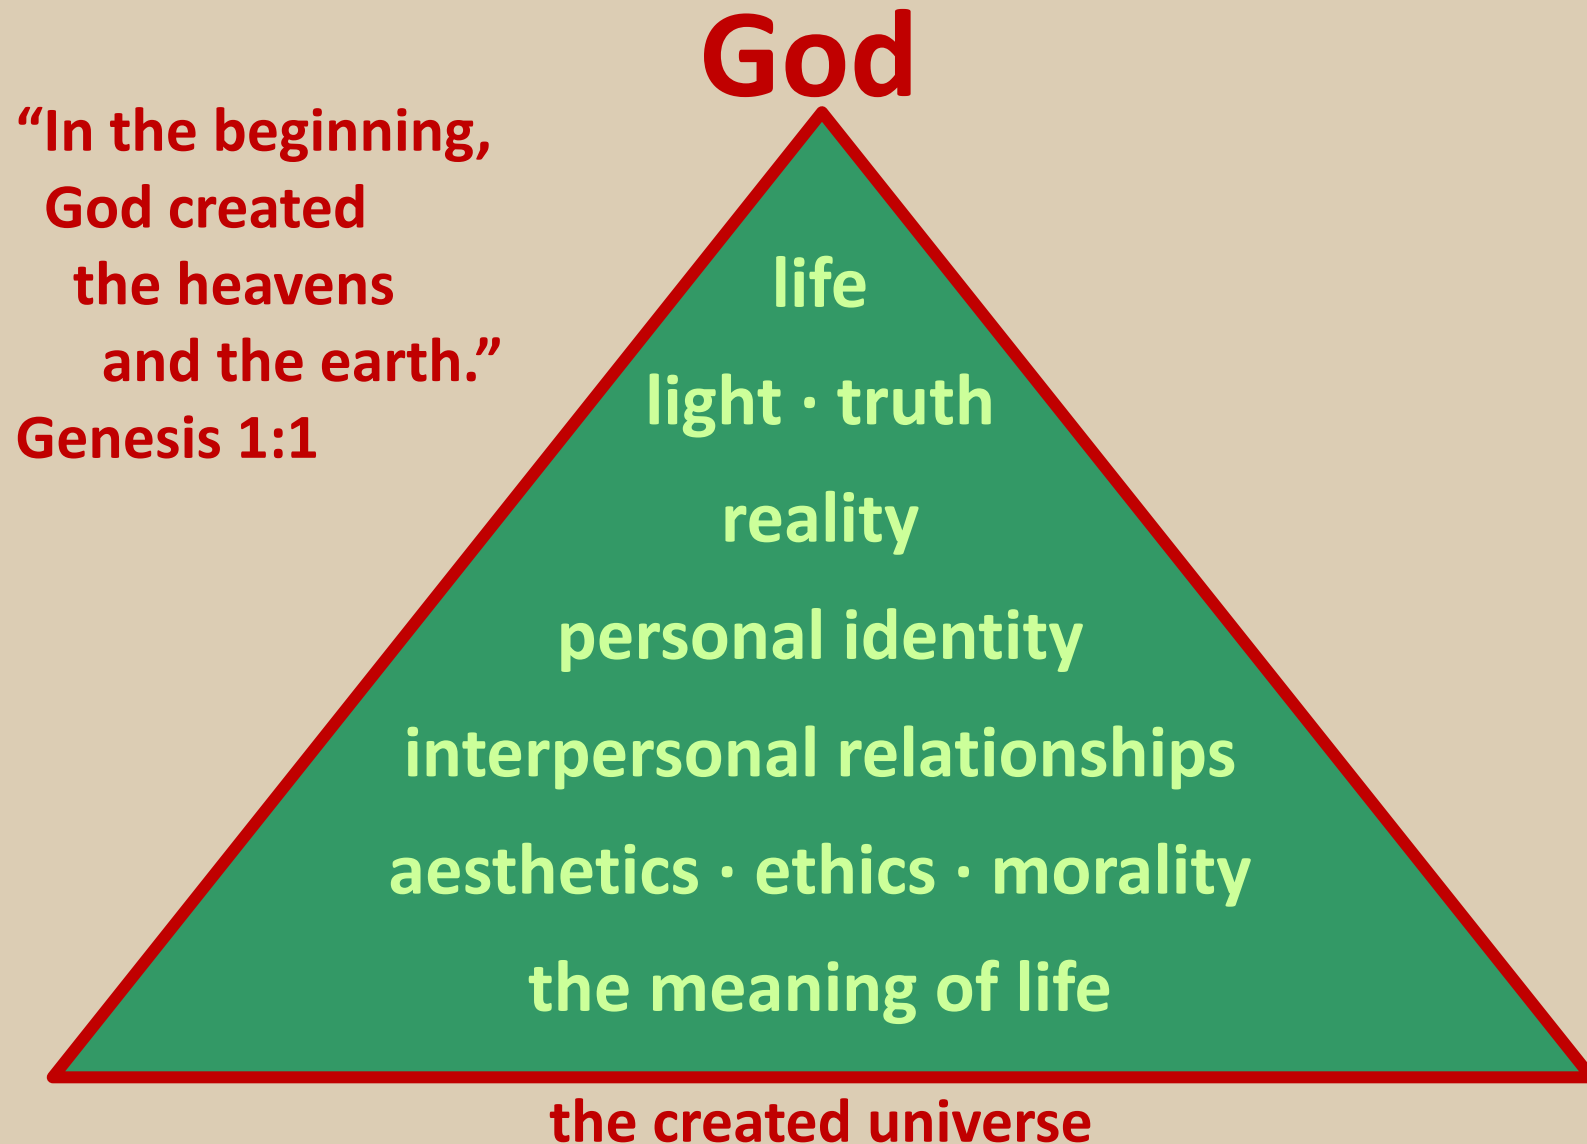 God
“In the beginning,
God created
the heavens
and the earth.”
Genesis 1:1
life
light · truth
reality
personal identity
interpersonal relationships
aesthetics · ethics · morality
the meaning of life
the created universe